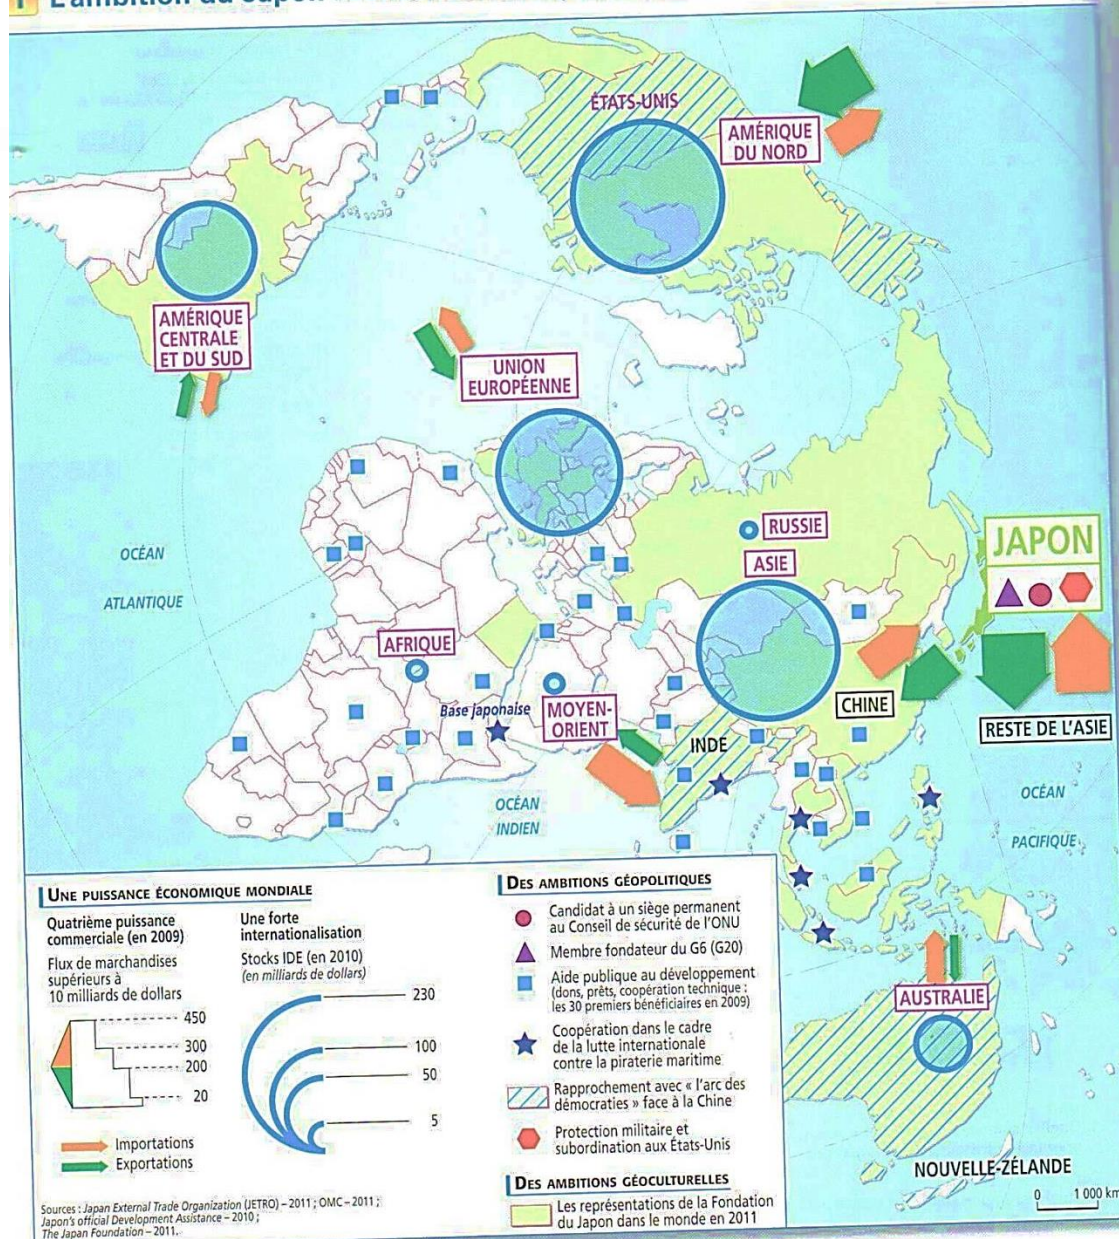 1 L'ambition du Japon
ÉTATS-UNIS
AMÉRIQUE
DU NORD
AMÉRIQUE
CENTRALE
ET DU SUD
UNION
EUROPÉENNE
OCÉAN
ATLANTIQUE
RUSSIE
ASIE
JAPON
AFRIQUE
Base japonaise
MOYEN-
ORIENT
CHINE
RESTE DE L'ASIE
INDE
OCÉAN
INDIEN
OCÉAN
PACIFIQUE
AUSTRALIE
NOUVELLE-ZÉLANDE
0 1 000 km
UNE PUISSANCE ÉCONOMIQUE MONDIALE
Quatrième puissance
commerciale (en 2009)
Flux de marchandises
supérieurs à
10 milliards de dollars
450
300
200
20
Importations
Exportations
Une forte
internationalisation
Stocks IDE (en 2010)
(en milliards de dollars)
230
100
50
5
Sources : Japan External Trade Organization (JETRO) – 2011 ; OMC – 2011 ;
Japan's official Development Assistance – 2010 ;
The Japan Foundation – 2011.
DES AMBITIONS GÉOPOLITIQUES
Candidat à un siège permanent
au Conseil de sécurité de l'ONU
Membre fondateur du G6 (G20)
Aide publique au développement
(dons, prêts, coopération technique :
les 30 premiers bénéficiaires en 2009)
Coopération dans le cadre
de la lutte internationale
contre la piraterie maritime
Rapprochement avec « l'arc des
démocraties » face à la Chine
Protection militaire et
subordination aux États-Unis
DES AMBITIONS GÉOCULTURELLES
Les représentations de la Fondation
du Japon dans le monde en 2011